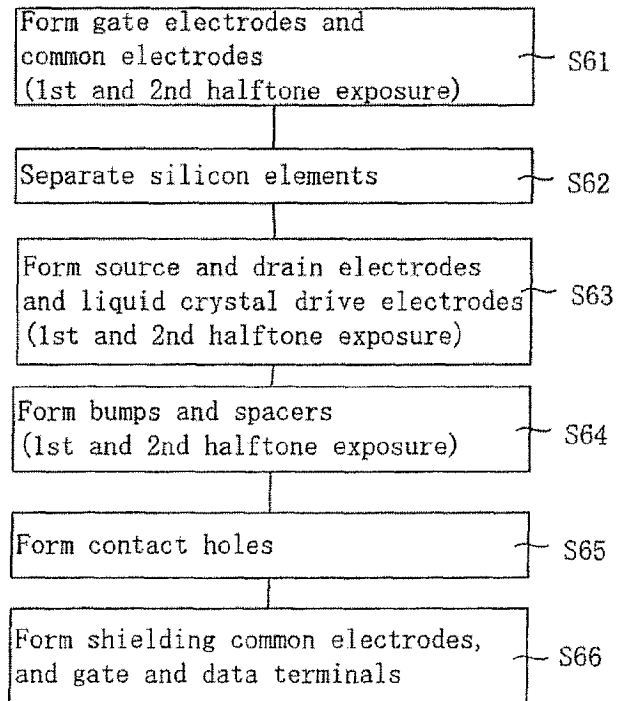 Form gate electrodes and
common electrodes
(1st and 2nd halftone exposure)
S61
Separate silicon elements
S62
Form source and drain electrodes
and liquid crystal drive electrodes
(1st and 2nd halftone exposure)
S63
Form bumps and spacers
(1st and 2nd halftone exposure)
S64
Form contact holes
S65
Form shielding common electrodes,
and gate and data terminals
S66